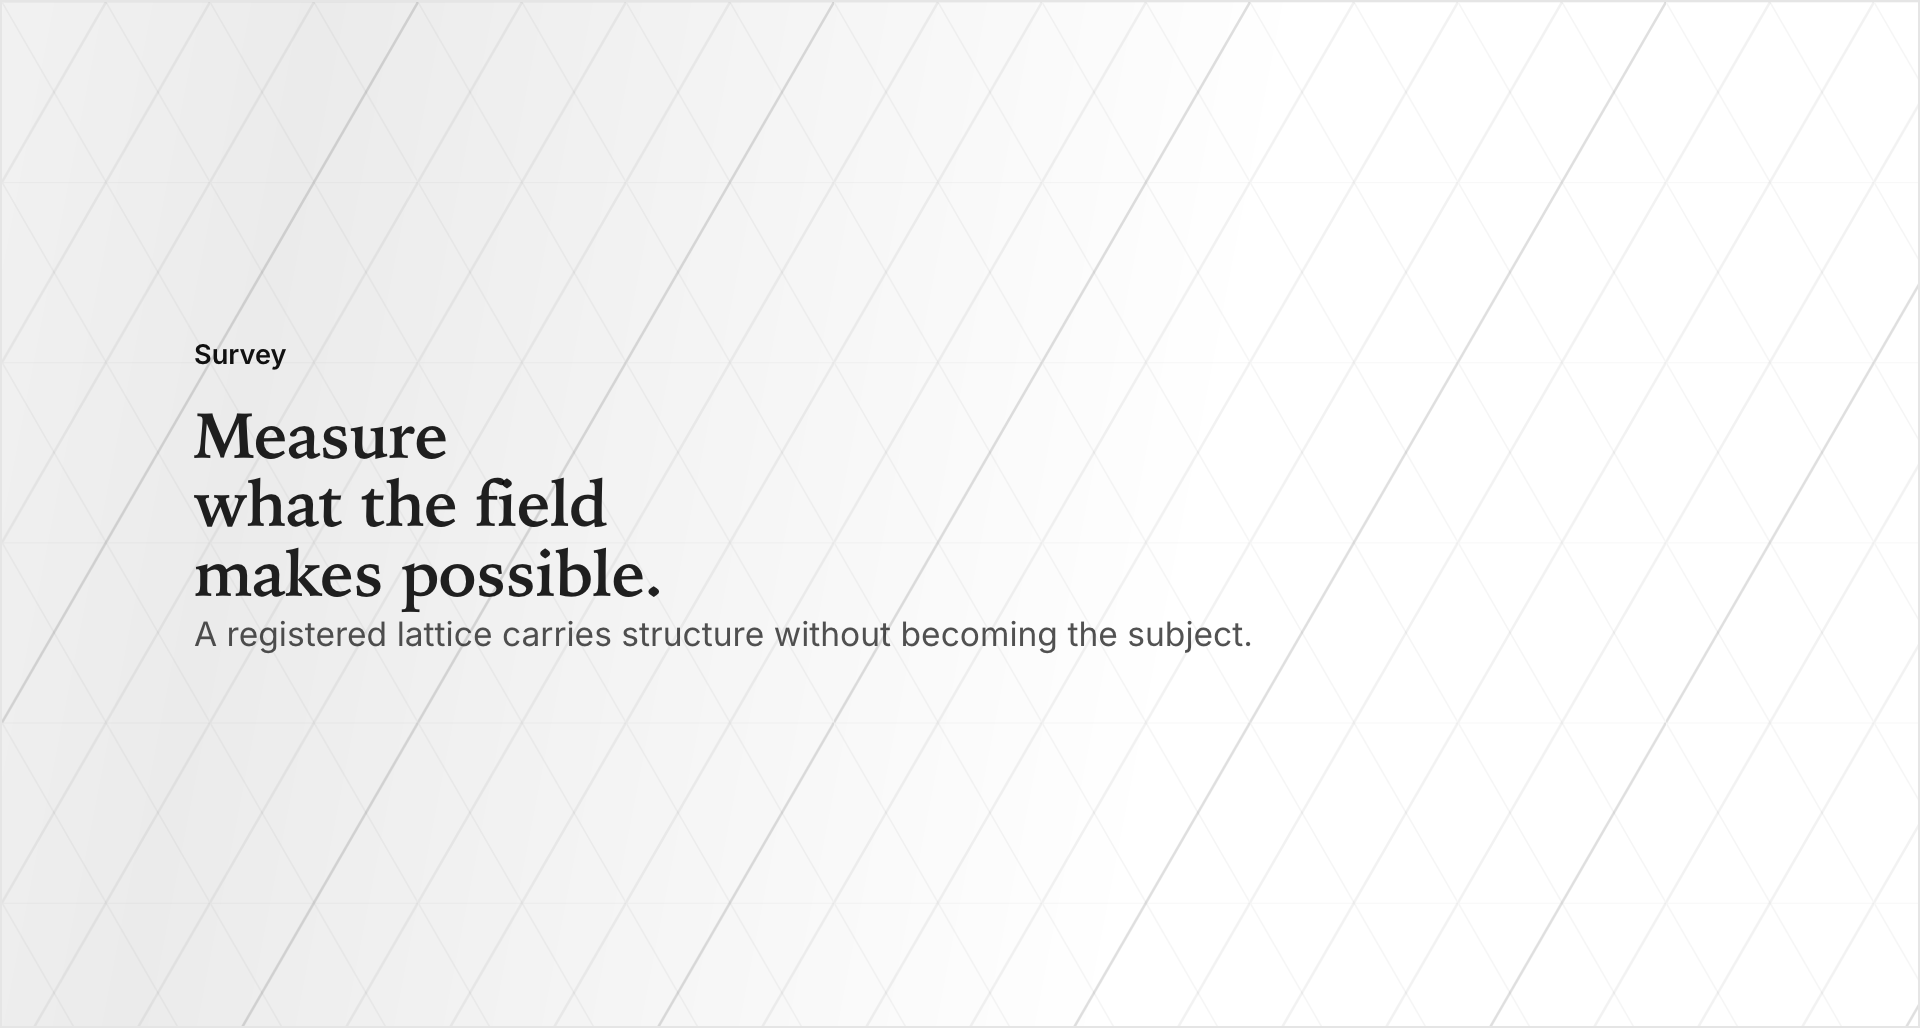 Survey
Measure
what the field
makes possible.
A registered lattice carries structure without becoming the subject.